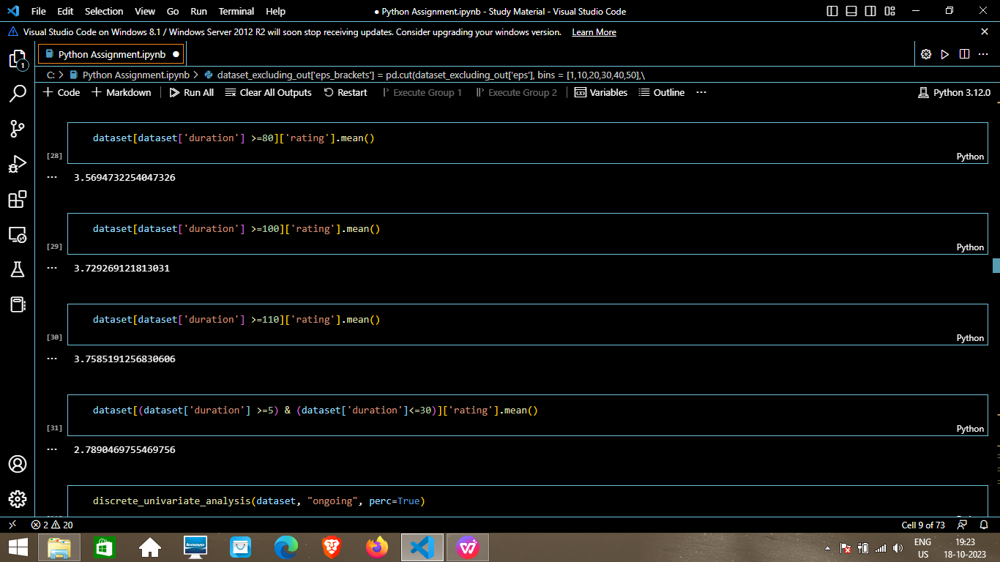 File Edit Selection View Go Run Terminal Help
● Python Assignment.ipynb - Study Material - Visual Studio Code
Visual Studio Code on Windows 8.1 / Windows Server 2012 R2 will soon stop receiving updates. Consider upgrading your windows version. Learn More
Python Assignment.ipynb ●
C: > Python Assignment.ipynb > dataset_excluding_out['eps_brackets'] = pd.cut(dataset_excluding_out['eps'], bins = [1,10,20,30,40,50],\
+ Code + Markdown Run All Clear All Outputs Restart Execute Group 1 Execute Group 2 Variables Outline ··· Python 3.12.0
1
dataset[dataset['duration'] >=80]['rating'].mean()
[28]
Python
··· 3.5694732254047326
dataset[dataset['duration'] >=100]['rating'].mean()
[29]
Python
··· 3.729269121813031
dataset[dataset['duration'] >=110]['rating'].mean()
[30]
Python
··· 3.7585191256830606
dataset[(dataset['duration'] >=5) & (dataset['duration']<=30)]['rating'].mean()
[31]
Python
··· 2.7890469755469756
discrete_univariate_analysis(dataset, "ongoing", perc=True)
2 20
Cell 9 of 73
lenovo
ENG
US
19:23
18-10-2023